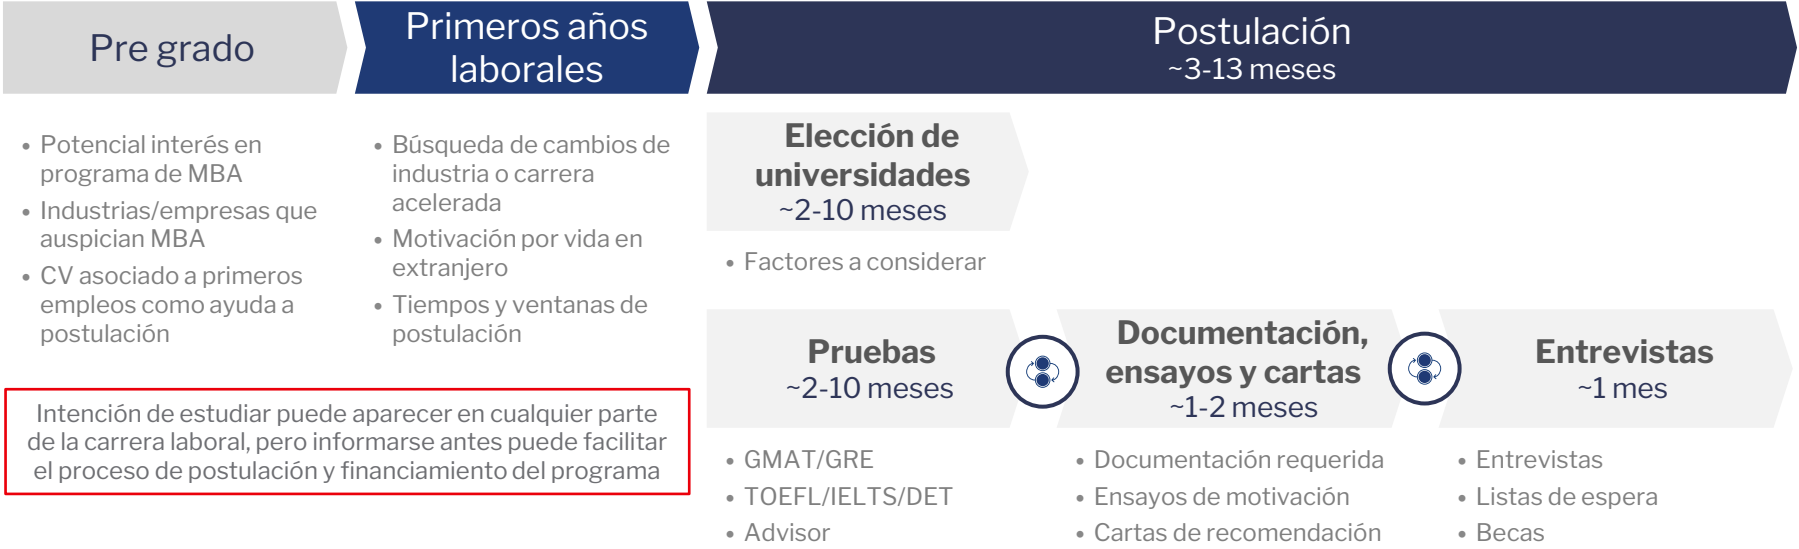 Pre grado
Primeros años
laborales
Postulación
~3-13 meses
• Potencial interés en
programa de MBA
• Industrias/empresas que
auspician MBA
• CV asociado a primeros
empleos como ayuda a
postulación
• Búsqueda de cambios de
industria o carrera
acelerada
• Motivación por vida en
extranjero
• Tiempos y ventanas de
postulación
Intención de estudiar puede aparecer en cualquier parte
de la carrera laboral, pero informarse antes puede facilitar
el proceso de postulación y financiamiento del programa
Elección de
universidades
~2-10 meses
• Factores a considerar
Pruebas
~2-10 meses
• GMAT/GRE
• TOEFL/IELTS/DET
• Advisor
Documentación,
ensayos y cartas
~1-2 meses
• Documentación requerida
• Ensayos de motivación
• Cartas de recomendación
Entrevistas
~1 mes
• Entrevistas
• Listas de espera
• Becas